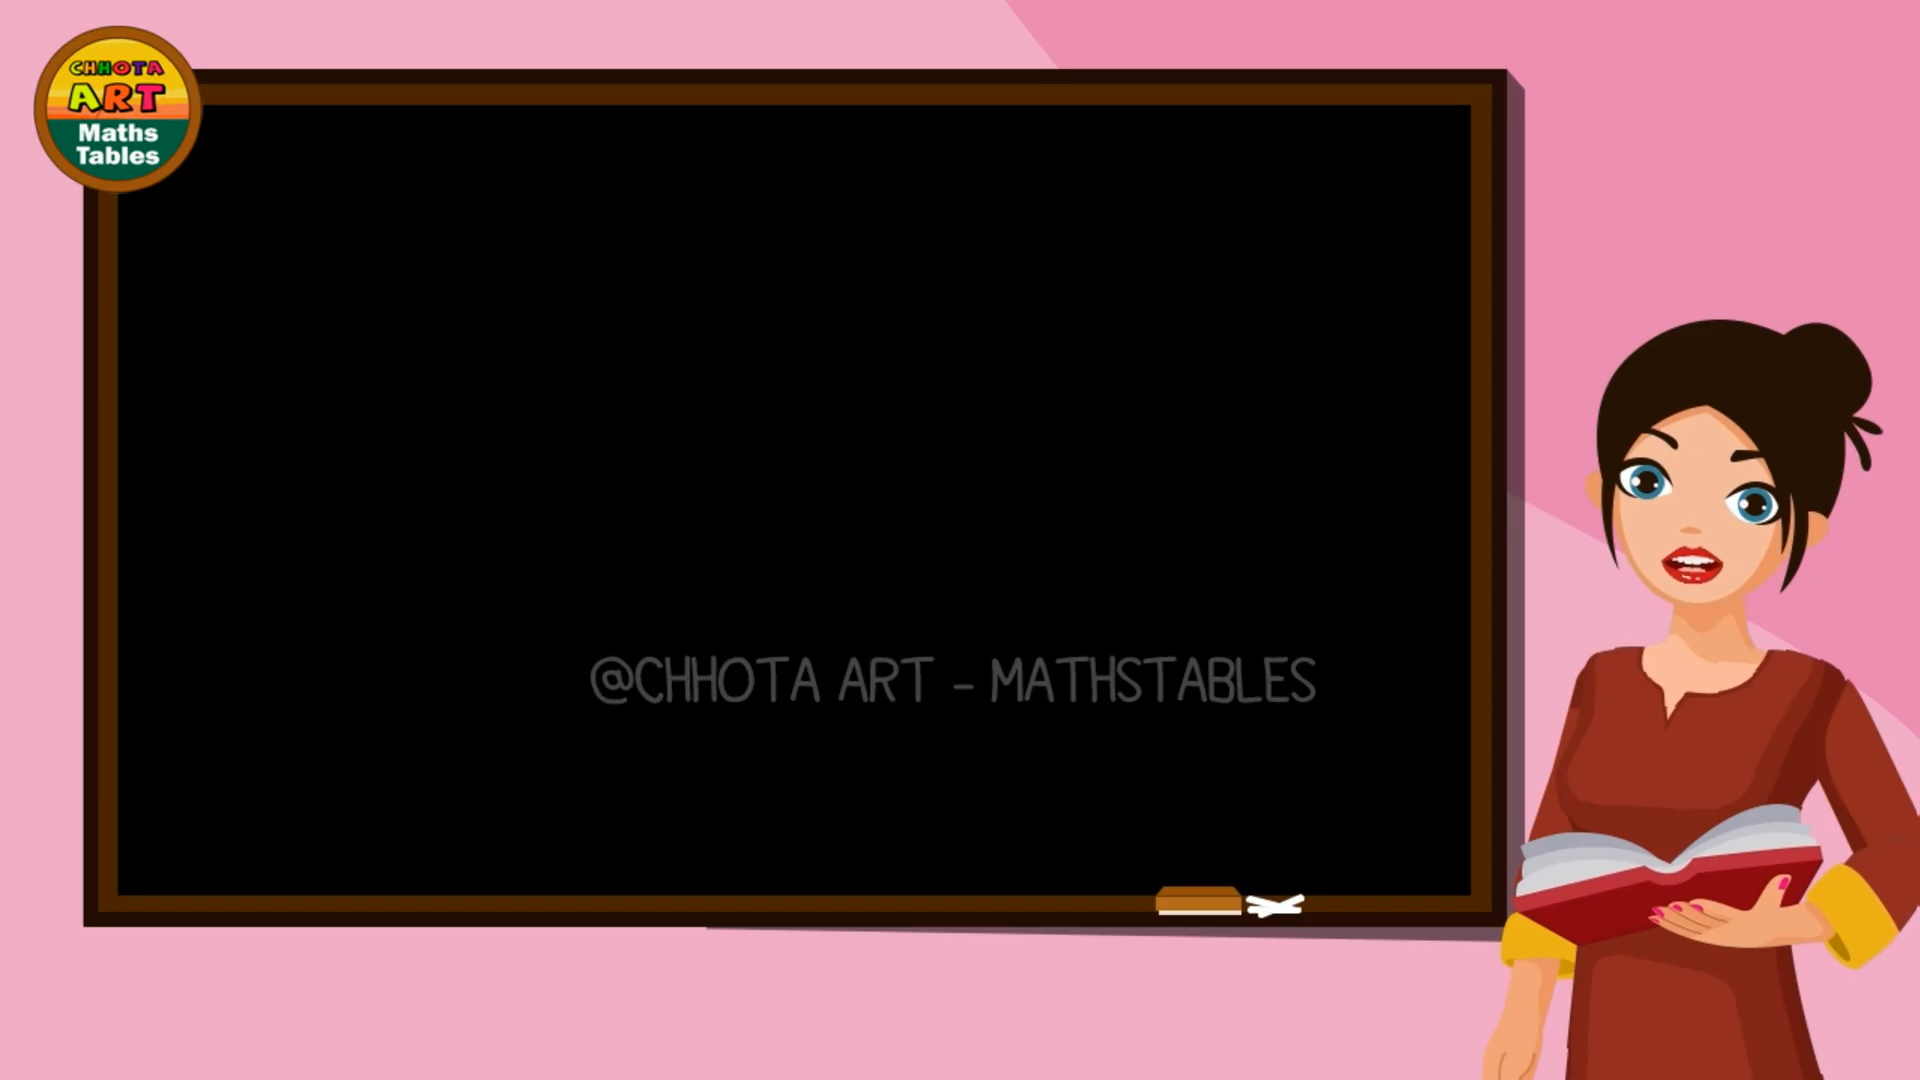 CHHOTA
ART
Maths
Tables
@CHHOTA ART - MATHSTABLES